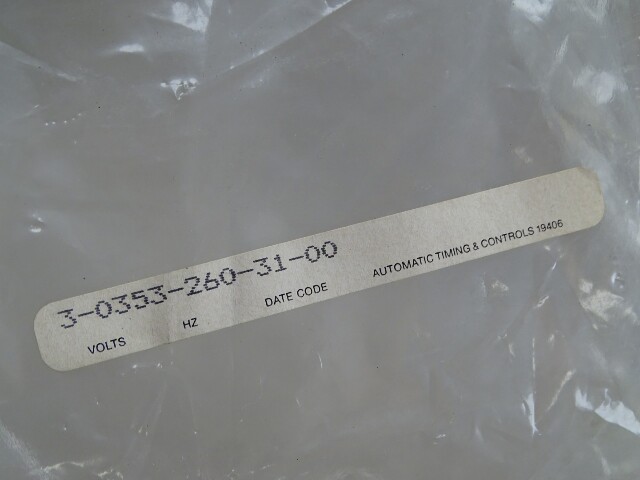 3-0353-260-31-00
VOLTS HZ DATE CODE AUTOMATIC TIMING & CONTROLS 19406